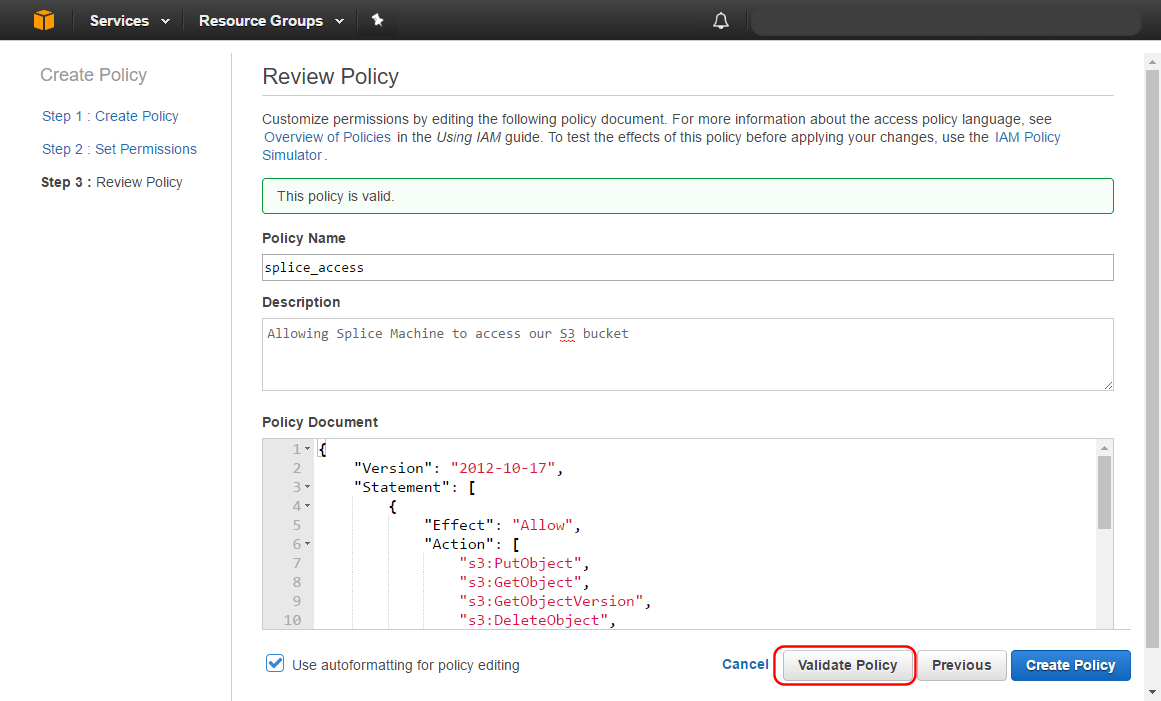 Services Resource Groups
Create Policy
Step 1 : Create Policy
Step 2 : Set Permissions
Step 3 : Review Policy
Review Policy
Customize permissions by editing the following policy document. For more information about the access policy language, see
Overview of Policies in the Using IAM guide. To test the effects of this policy before applying your changes, use the IAM Policy
Simulator.
This policy is valid.
Policy Name
splice_access
Description
Allowing Splice Machine to access our S3 bucket
Policy Document
1 {
2 "Version": "2012-10-17",
3 "Statement": [
4 {
5 "Effect": "Allow",
6 "Action": [
7 "s3:PutObject",
8 "s3:GetObject",
9 "s3:GetObjectVersion",
10 "s3:DeleteObject",
Use autoformatting for policy editing Cancel Validate Policy Previous Create Policy